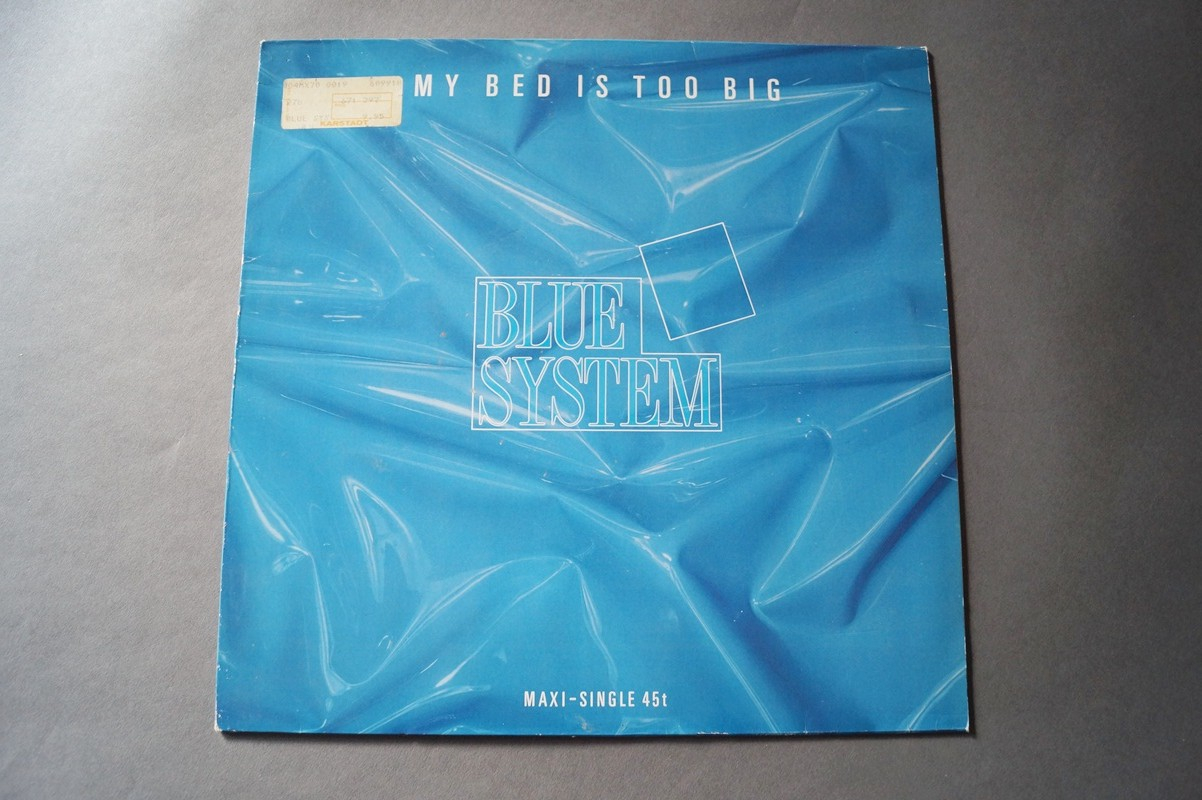 MY BED IS TOO BIG
KARSTADT
BLUE
SYSTEM
MAXI-SINGLE 45t